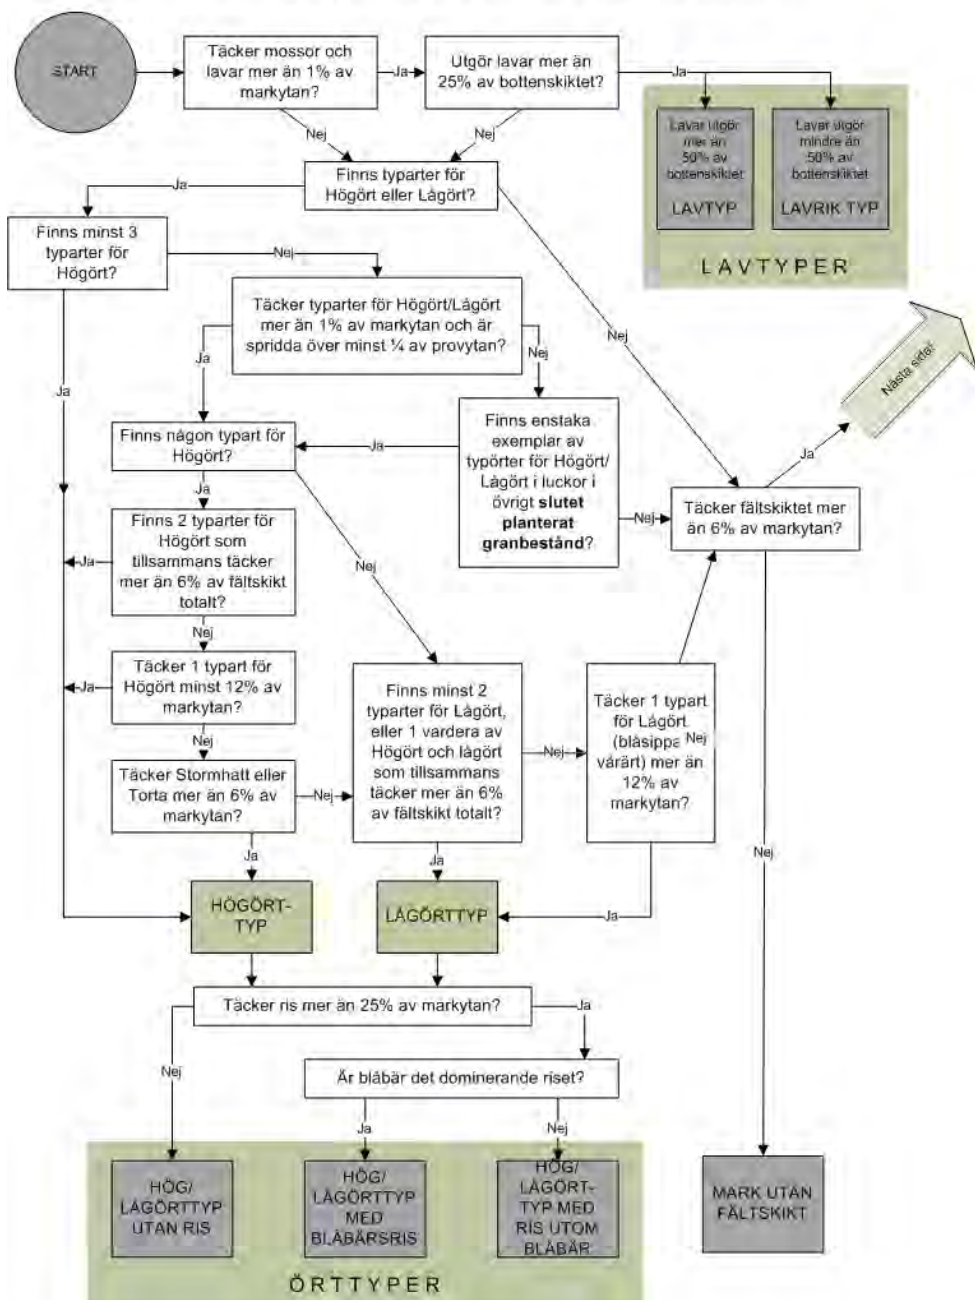 START
Täcker mossor och
lavar mer än 1% av
markytan?
Ja
Utgör lavar mer än
25% av bottenskiktet?
Ja
Nej
Nej
Lavar utgör
mer än
50% av
bottenskiktet
LAVTYP
Lavar utgör
mindre än
50% av
bottenskiktet
LAVRIK TYP
LAVTYPER
Finns typarter för
Högört eller Lågört?
Ja
Nej
Finns minst 3
typarter för
Högört?
Nej
Ja
Täcker typarter för Högört/Lågört
mer än 1% av markytan och är
spridda över minst ¼ av provytan?
Ja
Nej
Nästa sida!
Finns någon typart för
Högört?
Ja
Finns enstaka
exemplar av
typörter för Högört/
Lågört i luckor i
övrigt slutet
planterat
granbestånd?
Nej
Täcker fältskiktet mer
än 6% av markytan?
Ja
Ja
Nej
Finns 2 typarter för
Högört som
tillsammans täcker
mer än 6% av fältskikt
totalt?
Ja
Nej
Täcker 1 typart för
Högört minst 12% av
markytan?
Ja
Nej
Täcker Stormhatt eller
Torta mer än 6% av
markytan?
Nej
Ja
Finns minst 2
typarter för Lågört,
eller 1 vardera av
Högört och lågört
som tillsammans
täcker mer än 6%
av fältskikt totalt?
Nej
Ja
Täcker 1 typart
för Lågört
(blåsippa Nej
vårärt) mer än
12% av
markytan?
Ja
Nej
HÖGÖRT-
TYP
LÅGÖRTTYP
Täcker ris mer än 25% av markytan?
Ja
Nej
Är blåbär det dominerande riset?
Ja
Nej
HÖG/
LÅGÖRTTYP
UTAN RIS
HÖG/
LÅGÖRTTYP
MED
BLÅBÄRSRIS
HÖG/
LÅGÖRT-
TYP MED
RIS UTOM
BLÅBÄR
MARK UTAN
FÄLTSKIKT
ÖRTTYPER